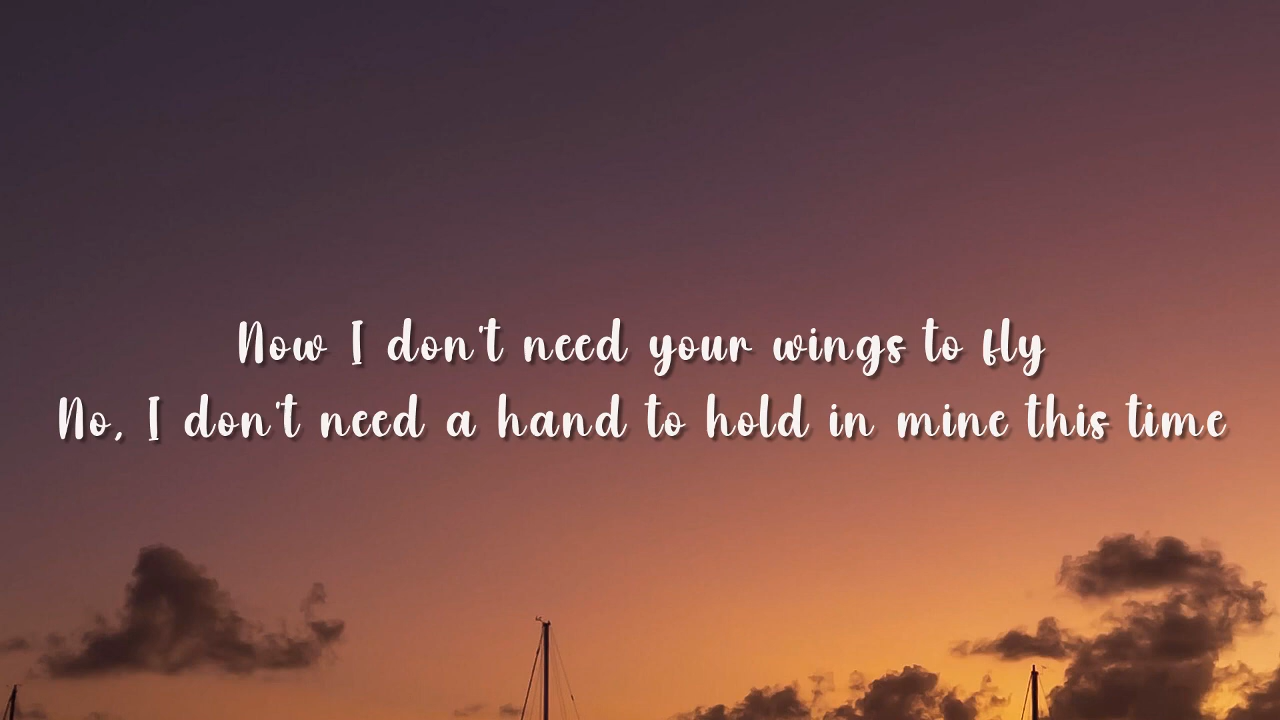 Now I don't need your wings to fly
No, I don't need a hand to hold in mine this time